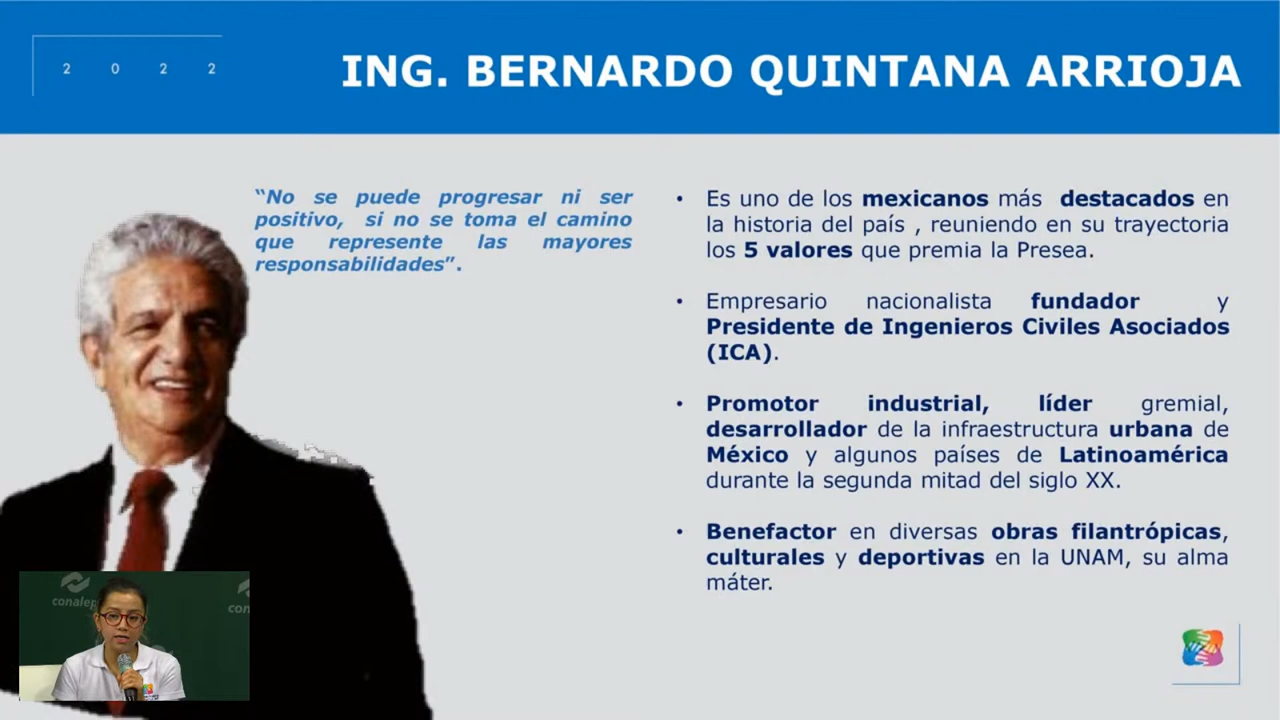 2 0 2 2
ING. BERNARDO QUINTANA ARRIOJA
“No se puede progresar ni ser
positivo, si no se toma el camino
que represente las mayores
responsabilidades”.
• Es uno de los mexicanos más destacados en
la historia del país , reuniendo en su trayectoria
los 5 valores que premia la Presea.
• Empresario nacionalista fundador y
Presidente de Ingenieros Civiles Asociados
(ICA).
• Promotor industrial, líder gremial,
desarrollador de la infraestructura urbana de
México y algunos países de Latinoamérica
durante la segunda mitad del siglo XX.
• Benefactor en diversas obras filantrópicas,
culturales y deportivas en la UNAM, su alma
máter.
conalep
con